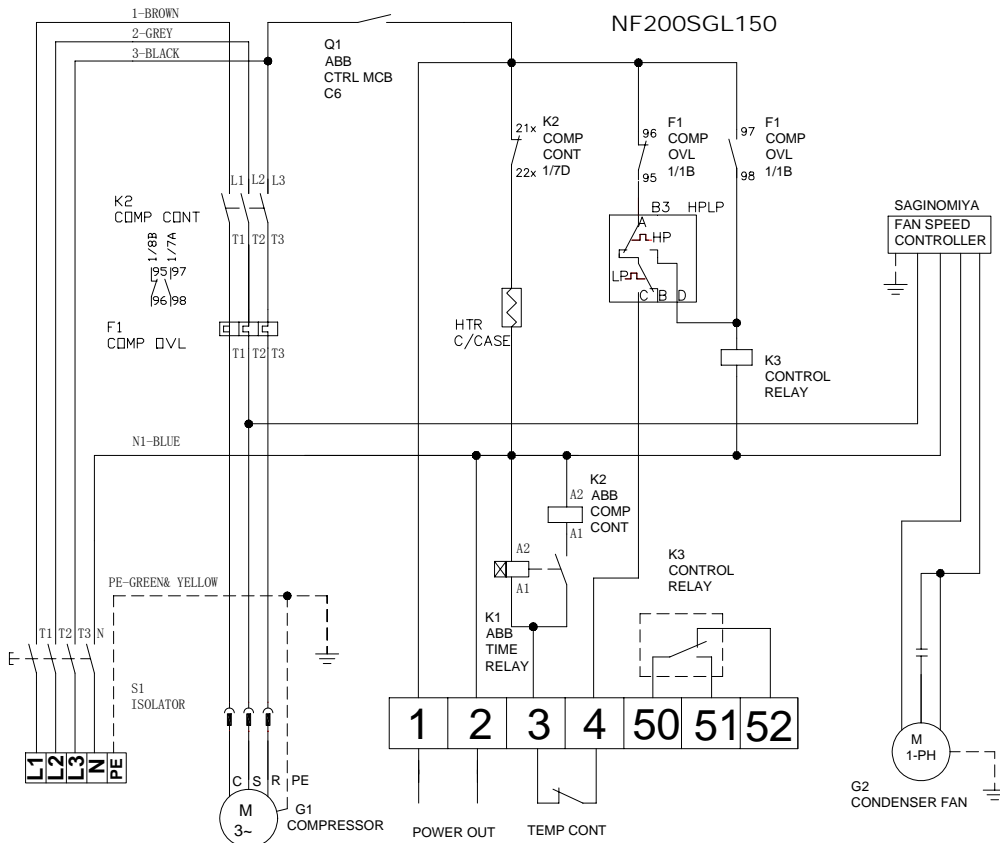 NF200SGL150
1-BROWN
2-GREY
3-BLACK
Q1
ABB
CTRL MCB
C6
21x
22x
K2
COMP
CONT
1/7D
96
95
F1
COMP
OVL
1/1B
97
98
F1
COMP
OVL
1/1B
L1 L2 L3
K2
COMP CONT
T1 T2 T3
1/8B
1/7A
95 97
96 98
F1
COMP OVL
T1 T2 T3
B3 HPLP
A
HP
LP
C B D
SAGINOMIYA
FAN SPEED
CONTROLLER
HTR
C/CASE
K3
CONTROL
RELAY
N1-BLUE
K2
ABB
COMP
CONT
A2
A1
A2
A1
K1
ABB
TIME
RELAY
K3
CONTROL
RELAY
PE-GREEN& YELLOW
T1 T2 T3 N
S1
ISOLATOR
L1 L2 L3 N PE
1 2 3 4 50 51 52
C S R PE
M
3~
G1
COMPRESSOR
POWER OUT
TEMP CONT
M
1-PH
G2
CONDENSER FAN